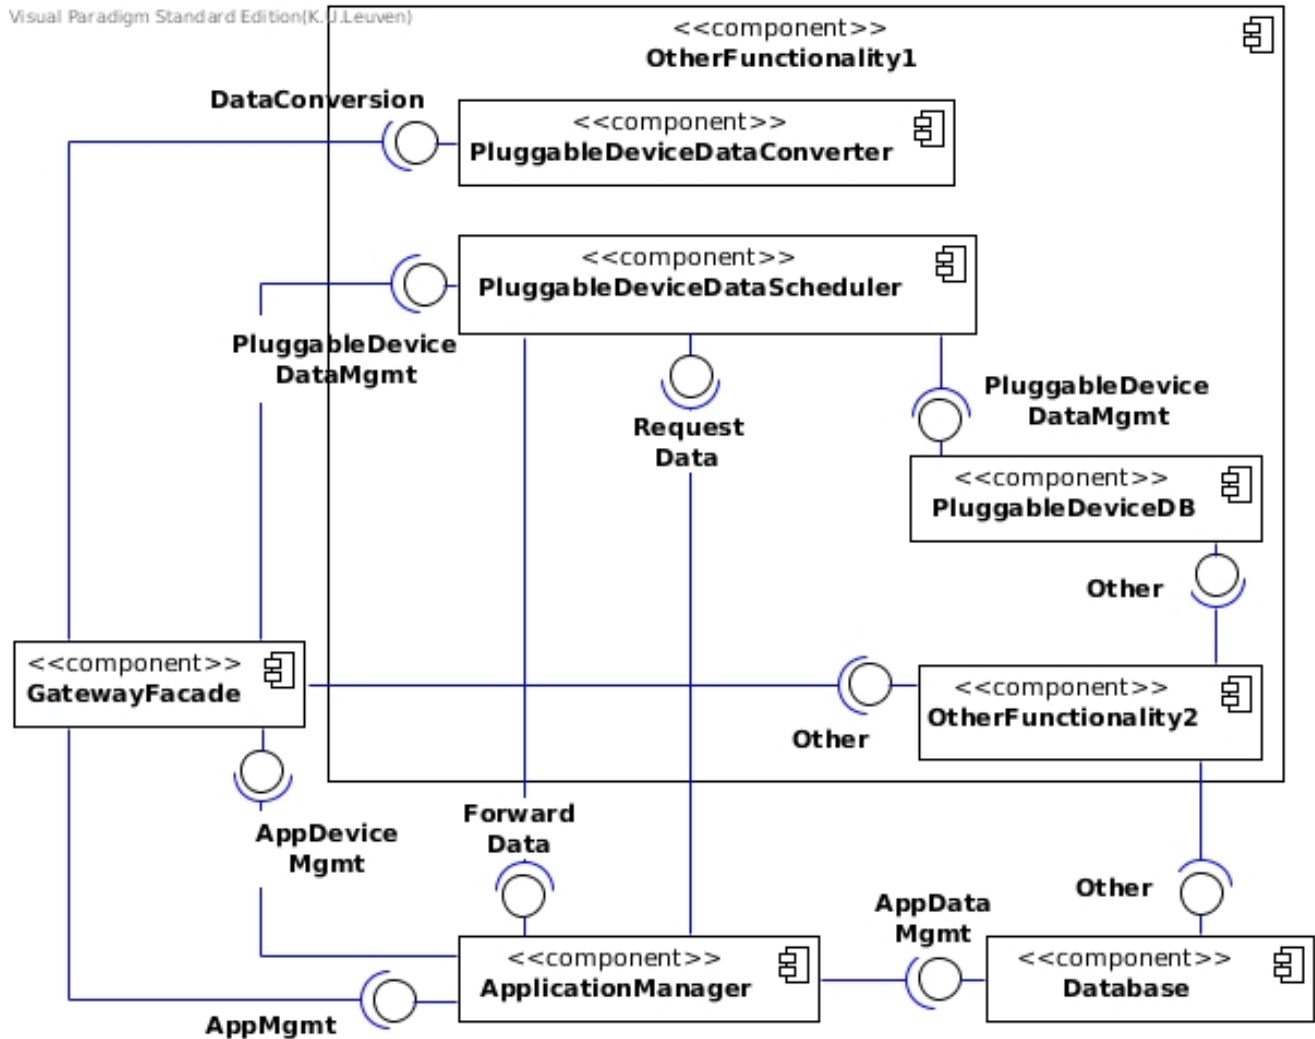 Visual Paradigm Standard Edition(K.U.Leuven)
<<component>>
OtherFunctionality1
DataConversion
<<component>>
PluggableDeviceDataConverter
<<component>>
PluggableDeviceDataScheduler
PluggableDevice
DataMgmt
Request
Data
PluggableDevice
DataMgmt
<<component>>
PluggableDeviceDB
Other
<<component>>
GatewayFacade
<<component>>
OtherFunctionality2
Other
AppDevice
Mgmt
Forward
Data
Other
AppData
Mgmt
<<component>>
ApplicationManager
<<component>>
Database
AppMgmt